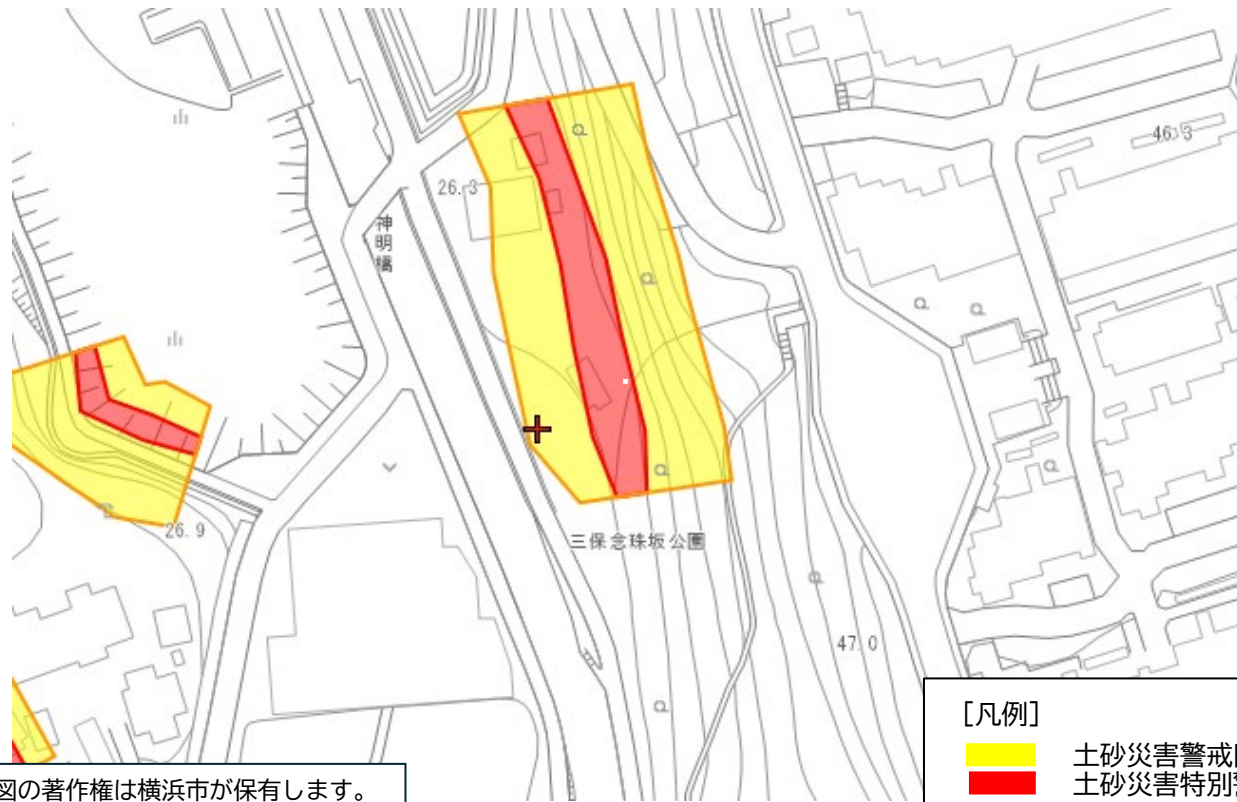 46.3
26.3
神明橋
26.9
三保念珠坂公園
47.0
[凡例]
土砂災害警戒
土砂災害特別
図の著作権は横浜市が保有します。